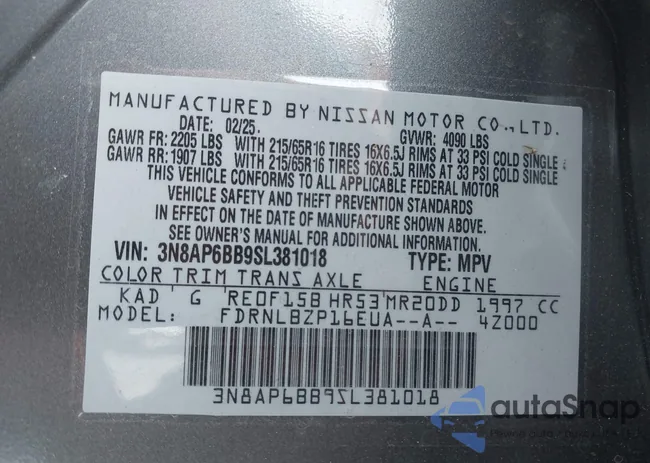 MANUFACTURED BY NISSAN MOTOR CO., LTD.
DATE: 02/25. GVWR: 4090 LBS
GAWR FR: 2205 LBS WITH 215/65R16 TIRES 16X6.5J RIMS AT 33 PSI COLD SINGLE
GAWR RR: 1907 LBS WITH 215/65R16 TIRES 16X6.5J RIMS AT 33 PSI COLD SINGLE
THIS VEHICLE CONFORMS TO ALL APPLICABLE FEDERAL MOTOR
VEHICLE SAFETY AND THEFT PREVENTION STANDARDS
IN EFFECT ON THE DATE OF MANUFACTURE SHOWN ABOVE.
SEE OWNER'S MANUAL FOR ADDITIONAL INFORMATION.
VIN: 3N8AP6BB9SL381018 TYPE: MPV
COLOR TRIM TRANS AXLE ENGINE
KAD G RE0F15B HR53 MR20DD 1997 CC
MODEL: FDRNLBZP16EUA--A-- 4Z000
3N8AP6BB9SL381018
autoSnap